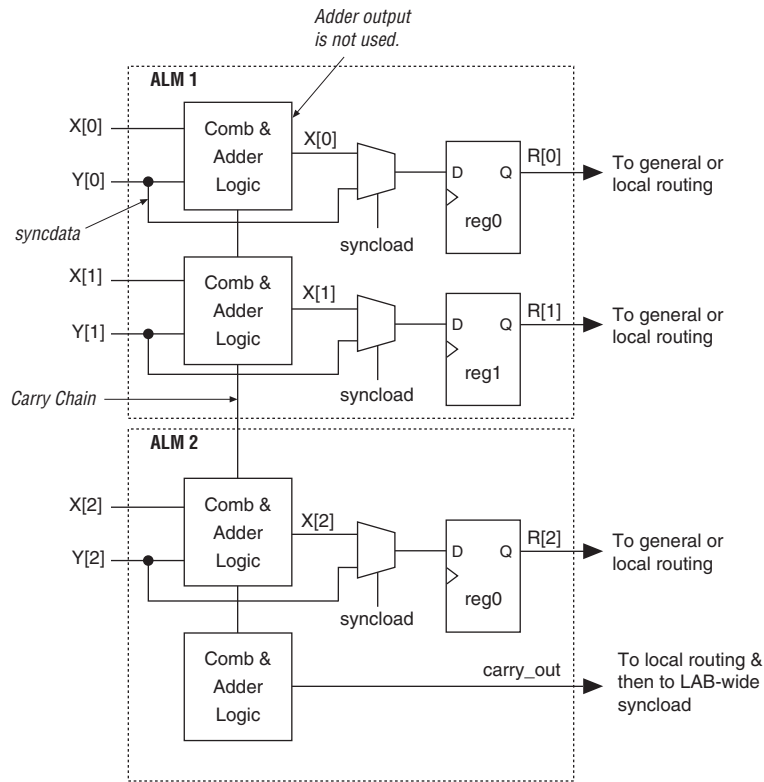 Adder output
is not used.
ALM 1
X[0]
Comb &
Adder
Logic
X[0]
Y[0]
D Q
reg0
R[0]
To general or
local routing
syncdata
syncload
X[1]
Comb &
Adder
Logic
X[1]
Y[1]
D Q
reg1
R[1]
To general or
local routing
syncload
Carry Chain
ALM 2
X[2]
Comb &
Adder
Logic
X[2]
Y[2]
D Q
reg0
R[2]
To general or
local routing
syncload
Comb &
Adder
Logic
carry_out
To local routing &
then to LAB-wide
syncload